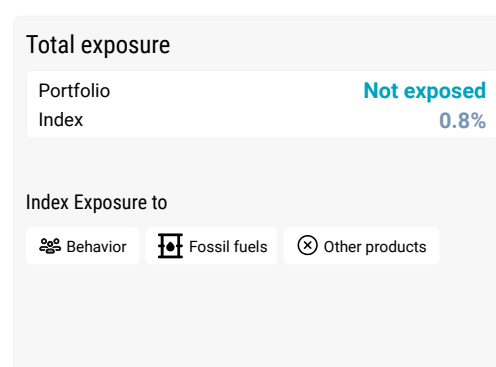 Total exposure
Portfolio Not exposed
Index 0.8%
Index Exposure to
Behavior Fossil fuels Other products